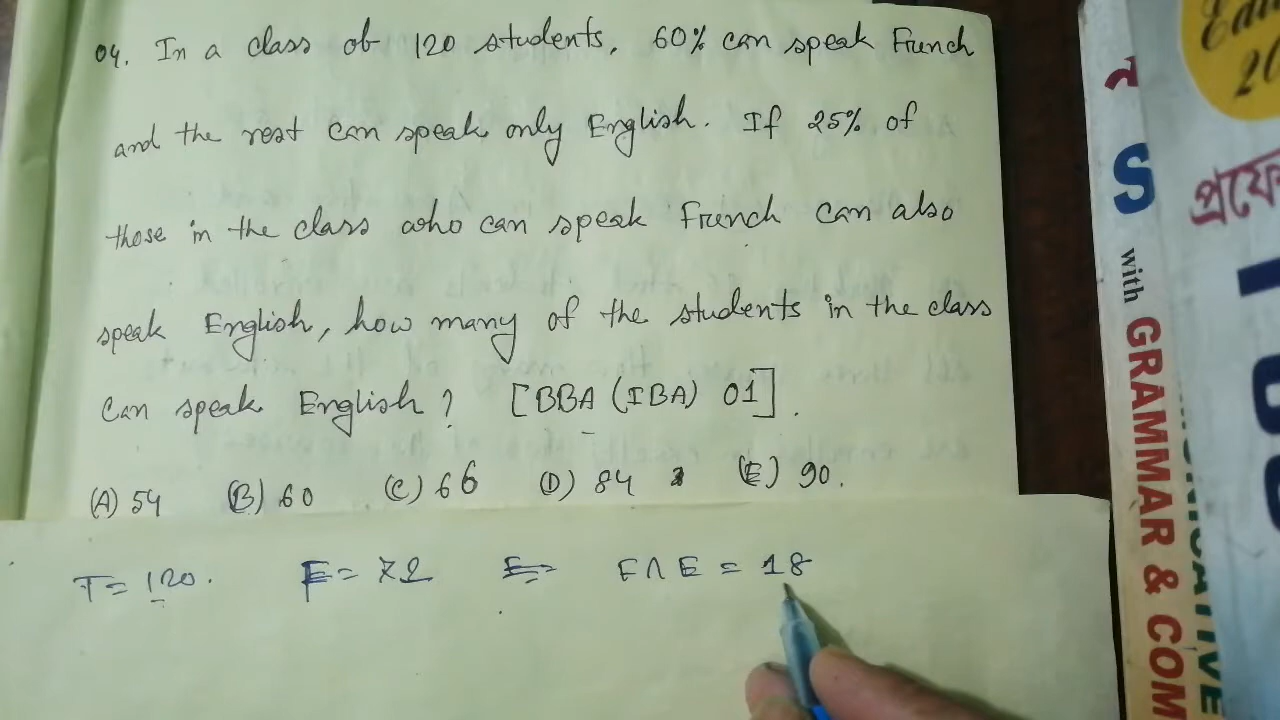 04. In a class of 120 students, 60% can speak French
and the rest can speak only English. If 25% of
those in the class who can speak French can also
speak English, how many of the students in the class
can speak English? [BBA (IBA) 01].
(A) 54 (B) 60 (C) 66 (D) 84 (E) 90.
T = 120. F = 72 E = F ∩ E = 18
S with GRAMMAR & COM
প্রফে